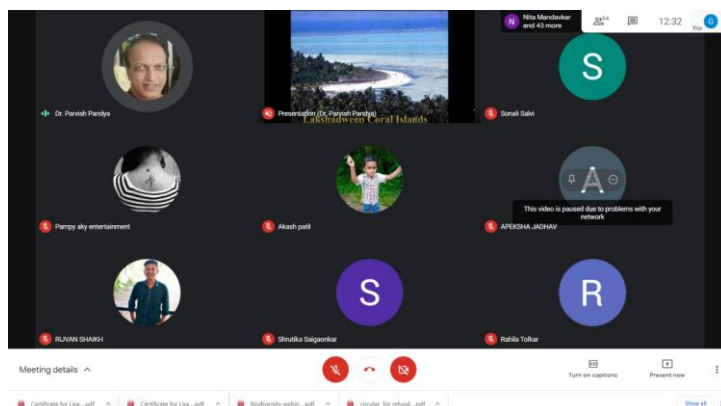 N
Nita Mandavkar
and 43 more
54
12:32
You
G
Dr. Parvish Pandya
Lakshadweep Coral Islands
Presentation (Dr. Parvish Pandya)
S
Sonali Salvi
Pampy aky entertainment
Akash patil
A
This video is paused due to problems with your
network
APEKSHA JADHAV
RIJVAN SHAIKH
S
Shrutika Saigaonkar
R
Rahila Tolkar
Meeting details
Turn on captions
Present now
Certificate for Lisa....pdf
Certificate for Lisa....pdf
Biodiversity webin....pdf
circular_for refund....pdf
Show all